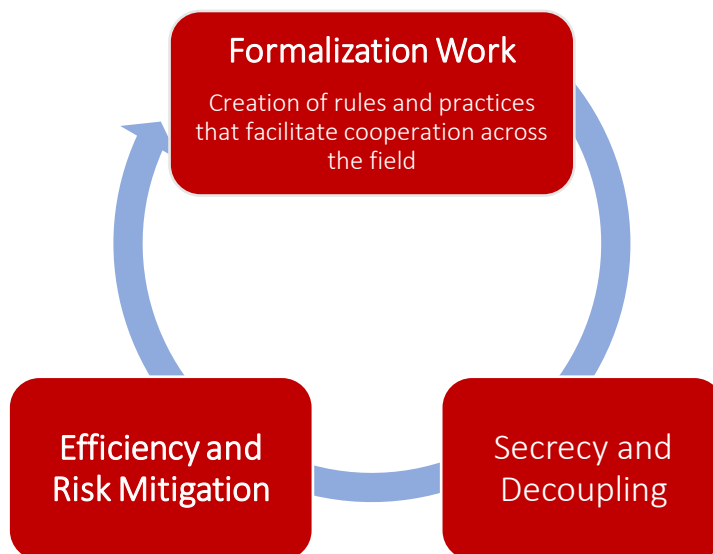 Formalization Work
Creation of rules and practices
that facilitate cooperation across
the field
Efficiency and
Risk Mitigation
Secrecy and
Decoupling